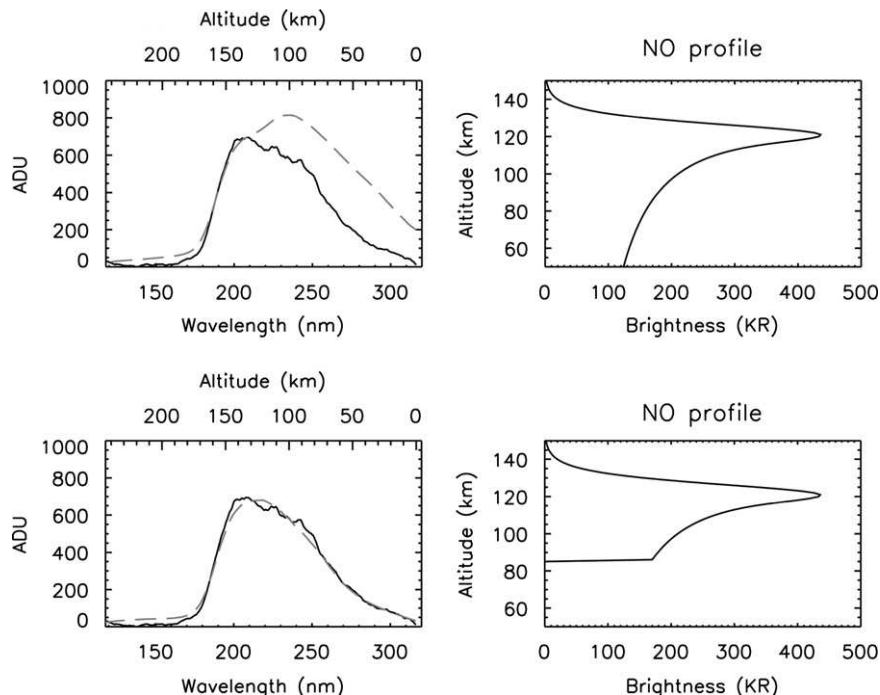 Altitude (km)
200 150 100 50 0
NO profile
1000
800
600
400
200
0
ADU
150 200 250 300
Wavelength (nm)
140
120
100
80
60
Altitude (km)
0 100 200 300 400 500
Brightness (KR)
Altitude (km)
200 150 100 50 0
NO profile
1000
800
600
400
200
0
ADU
150 200 250 300
Wavelength (nm)
140
120
100
80
60
Altitude (km)
0 100 200 300 400 500
Brightness (KR)